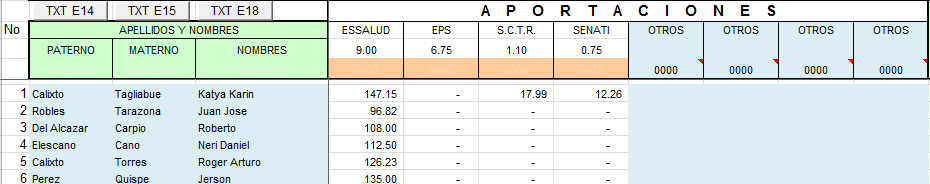 TXT E14 TXT E15 TXT E18 A P O R T A C I O N E S
No APELLIDOS Y NOMBRES ESSALUD EPS S.C.T.R. SENATI OTROS OTROS OTROS OTROS
PATERNO MATERNO NOMBRES 9.00 6.75 1.10 0.75
0000 0000 0000 0000
1 Calixto Tagliabue Katya Karin 147.15 - 17.99 12.26
2 Robles Tarazona Juan Jose 96.82 - - -
3 Del Alcazar Carpio Roberto 108.00 - - -
4 Elescano Cano Neri Daniel 112.50 - - -
5 Calixto Torres Roger Arturo 126.23 - - -
6 Perez Quispe Jerson 135.00 - - -